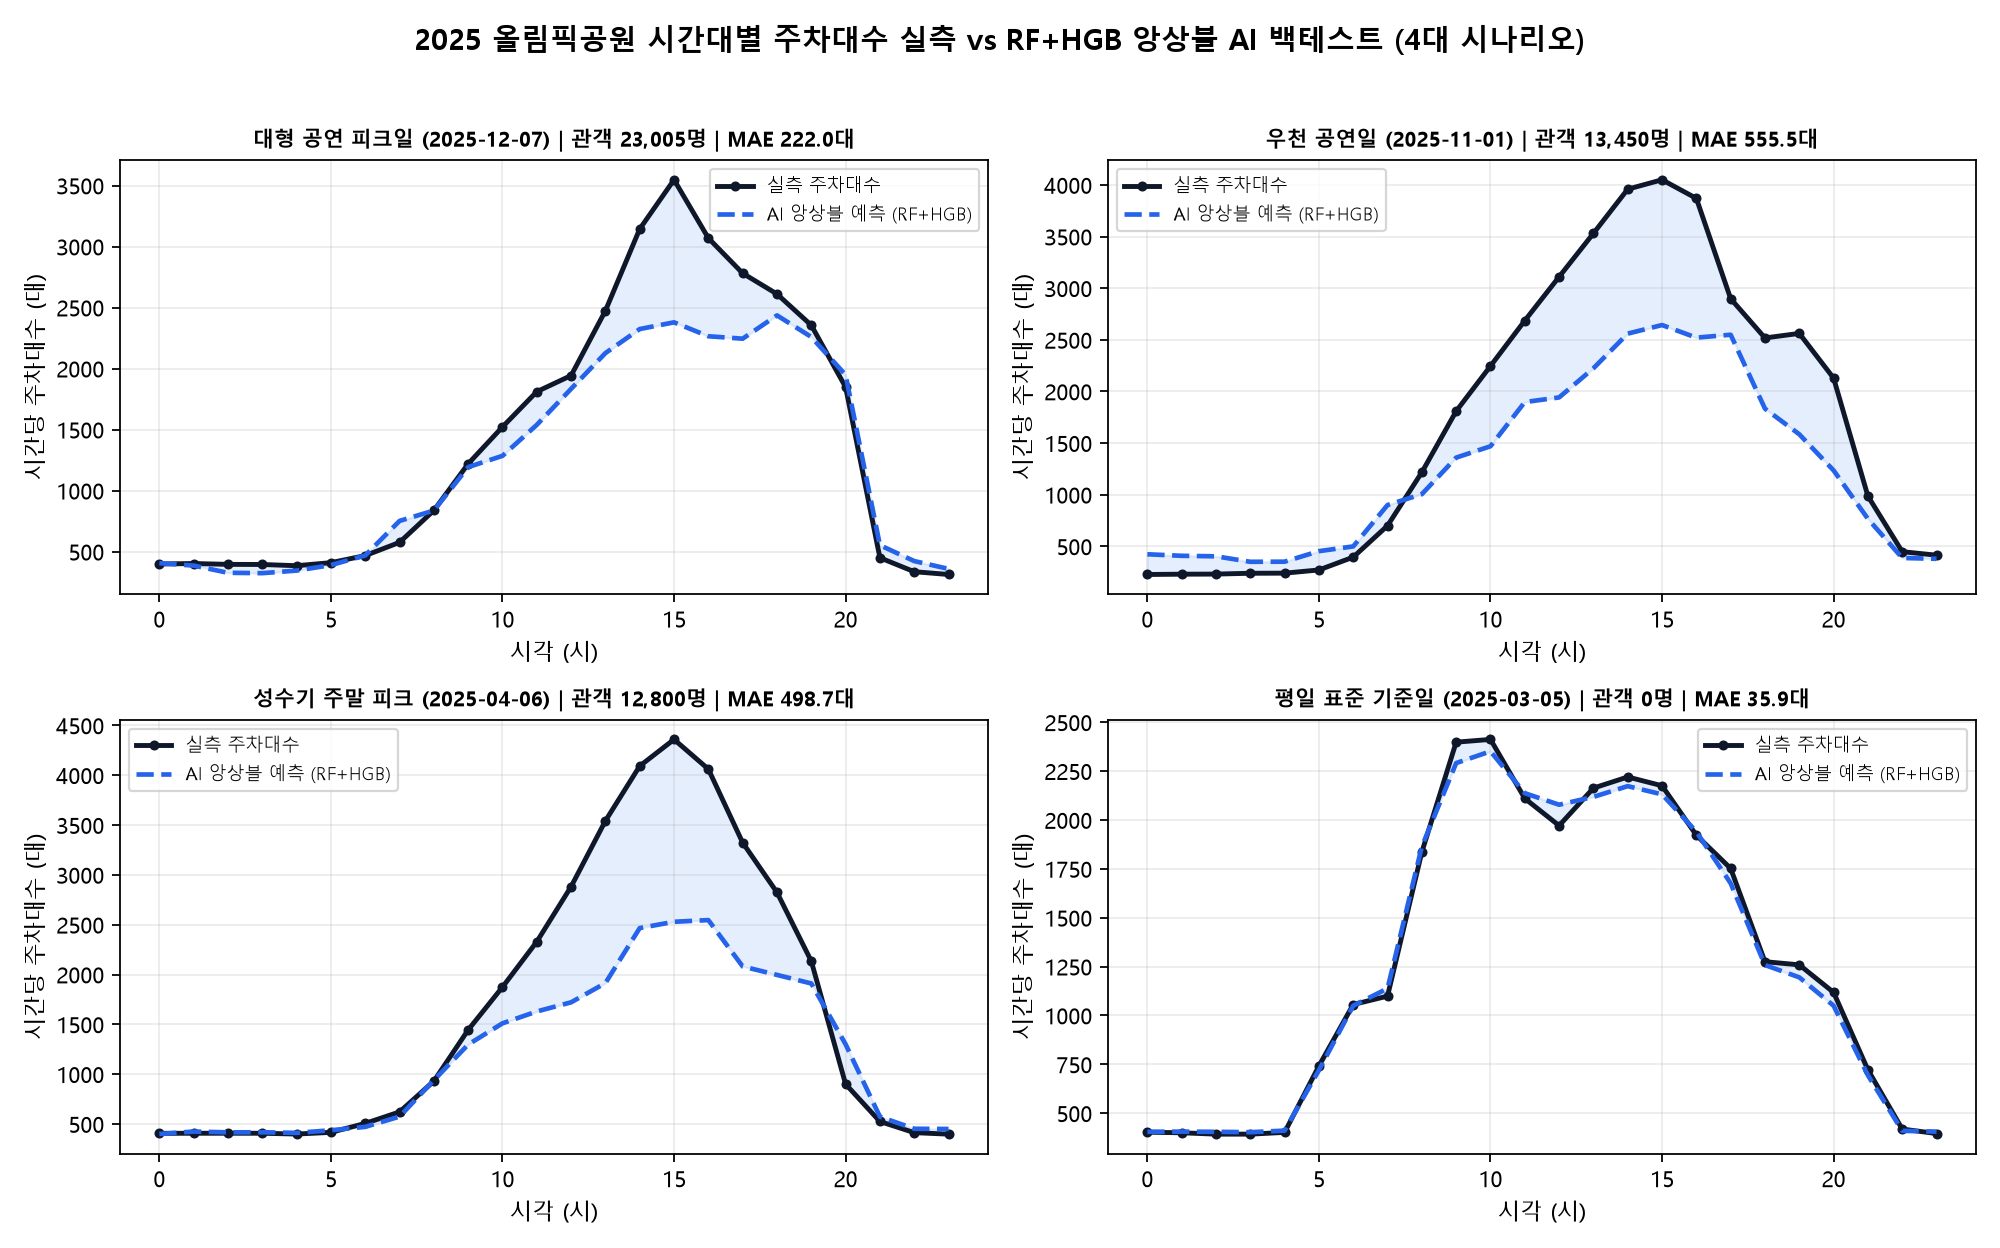 2025 올림픽공원 시간대별 주차대수 실측 vs RF+HGB 앙상블 AI 백테스트 (4대 시나리오)
대형 공연 피크일 (2025-12-07) | 관객 23,005명 | MAE 222.0대
실측 주차대수
AI 앙상블 예측 (RF+HGB)
시간당 주차대수 (대)
3500
3000
2500
2000
1500
1000
500
0 5 10 15 20
시각 (시)
우천 공연일 (2025-11-01) | 관객 13,450명 | MAE 555.5대
실측 주차대수
AI 앙상블 예측 (RF+HGB)
시간당 주차대수 (대)
4000
3500
3000
2500
2000
1500
1000
500
0 5 10 15 20
시각 (시)
성수기 주말 피크 (2025-04-06) | 관객 12,800명 | MAE 498.7대
실측 주차대수
AI 앙상블 예측 (RF+HGB)
시간당 주차대수 (대)
4500
4000
3500
3000
2500
2000
1500
1000
500
0 5 10 15 20
시각 (시)
평일 표준 기준일 (2025-03-05) | 관객 0명 | MAE 35.9대
실측 주차대수
AI 앙상블 예측 (RF+HGB)
시간당 주차대수 (대)
2500
2250
2000
1750
1500
1250
1000
750
500
0 5 10 15 20
시각 (시)